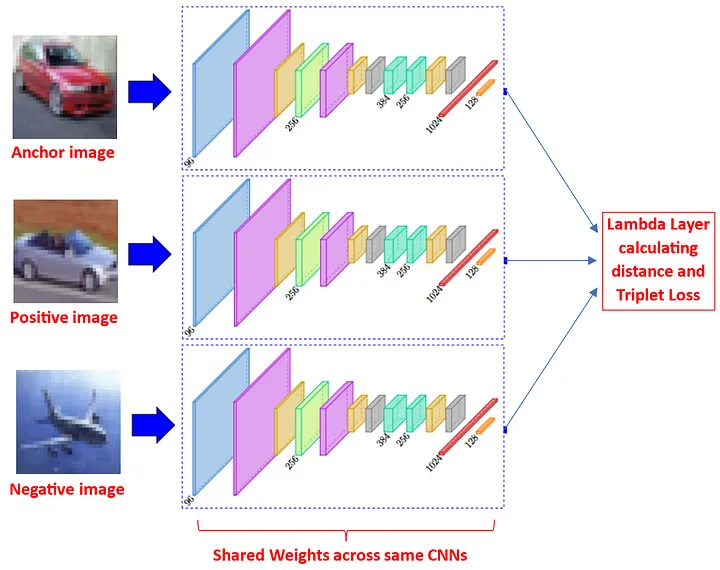 Anchor image
96
256
384
256
1024
128
Positive image
96
256
384
256
1024
128
Negative image
96
256
384
256
1024
128
Lambda Layer
calculating
distance and
Triplet Loss
Shared Weights across same CNNs